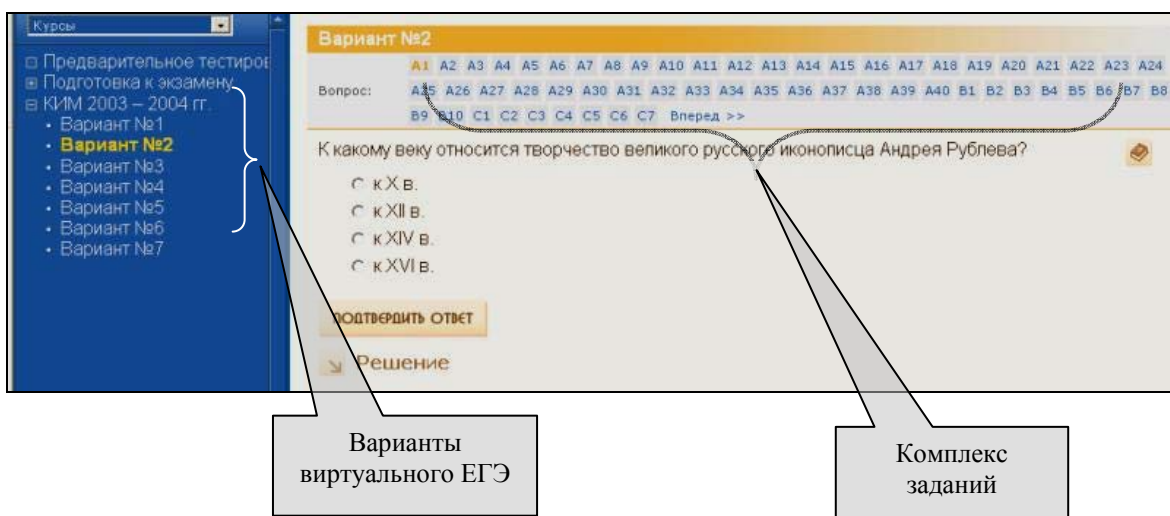 Курсы
Предварительное тестиров
Подготовка к экзамену
КИМ 2003 – 2004 гг.
• Вариант №1
• Вариант №2
• Вариант №3
• Вариант №4
• Вариант №5
• Вариант №6
• Вариант №7
Вариант №2
A1 A2 A3 A4 A5 A6 A7 A8 A9 A10 A11 A12 A13 A14 A15 A16 A17 A18 A19 A20 A21 A22 A23 A24
Вопрос: A25 A26 A27 A28 A29 A30 A31 A32 A33 A34 A35 A36 A37 A38 A39 A40 B1 B2 B3 B4 B5 B6 B7 B8
B9 B10 C1 C2 C3 C4 C5 C6 C7 Вперед >>
К какому веку относится творчество великого русского иконописца Андрея Рублева?
к X в.
к XII в.
к XIV в.
к XVI в.
ПОДТВЕРДИТЬ ОТВЕТ
Решение
Варианты
виртуального ЕГЭ
Комплекс
заданий